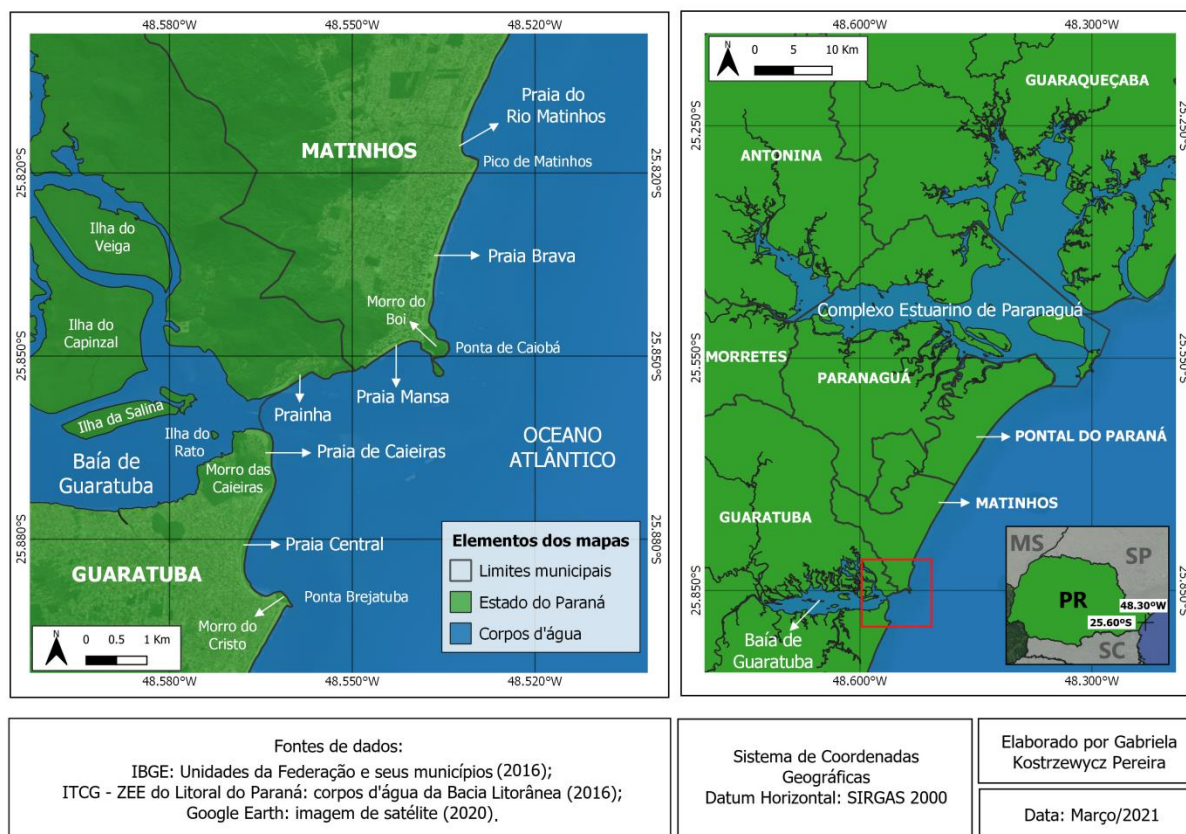 48.580°W
48.550°W
48.520°W
N
Praia do
Rio Matinhos
MATINHOS
Pico de Matinhos
25.820°S
Ilha do
Veiga
Praia Brava
Morro do
Boi
Ilha do
Capinzal
Ponta de Caiobá
25.850°S
Praia Mansa
Prainha
Ilha da Salina
Ilha do
Rato
Praia de Caieiras
OCEANO
ATLÂNTICO
Baía de
Guaratuba
Morro das
Caieiras
Praia Central
25.880°S
GUARATUBA
Ponta Brejatuba
Morro do
Cristo
N
0 0.5 1 Km
Elementos dos mapas
Limites municipais
Estado do Paraná
Corpos d'água
48.580°W
48.550°W
48.520°W
48.600°W
48.300°W
0 5 10 Km
GUARAQUEÇABA
25.250°S
25.250°S
ANTONINA
Complexo Estuarino de Paranaguá
MORRETES
PARANAGUÁ
25.550°S
25.550°S
PONTAL DO PARANÁ
MATINHOS
GUARATUBA
25.850°S
25.850°S
Baía de
Guaratuba
MS
SP
PR
48.30°W
25.60°S
SC
48.600°W
48.300°W
25.820°S
25.850°S
25.880°S
Fontes de dados:
IBGE: Unidades da Federação e seus municípios (2016);
ITCG - ZEE do Litoral do Paraná: corpos d'água da Bacia Litorânea (2016);
Google Earth: imagem de satélite (2020).
Sistema de Coordenadas
Geográficas
Datum Horizontal: SIRGAS 2000
Elaborado por Gabriela
Kostrzewycz Pereira
Data: Março/2021